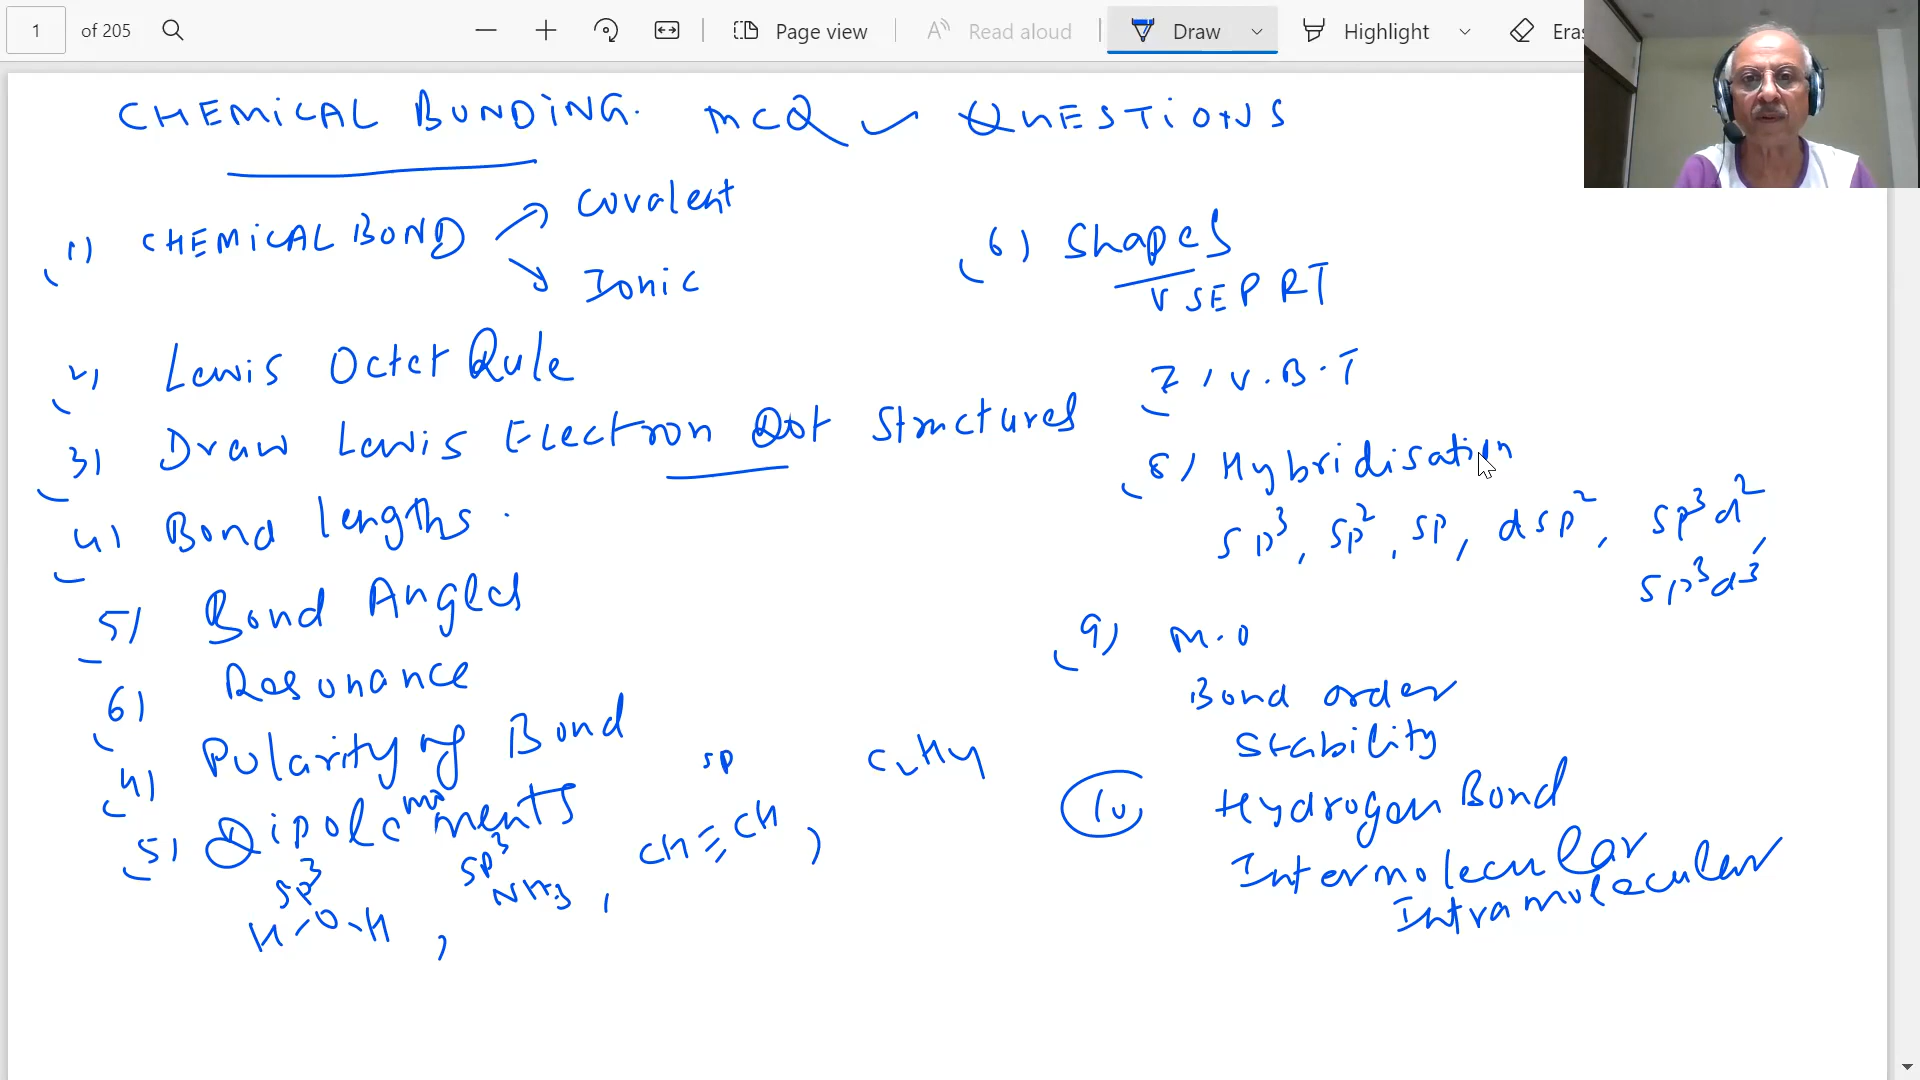 1 of 205 Page view Read aloud Draw Highlight Eras
CHEMICAL BONDING. MCQ QUESTIONS
1) CHEMICAL BOND
Covalent
Ionic
2) Lewis Octet Rule
3) Draw Lewis Electron Dot Structures
4) Bond lengths.
5) Bond Angles
6) Resonance
4) Polarity of Bond
5) Dipole moments
sp³ sp³ sp
H-O-H, NH₃, CH≡CH, C₂H₄
6) Shapes
VSEPRT
7) V.B.T
8) Hybridisation
sp³, sp², sp, dsp², sp³d²,
sp³d³
9) M.O
Bond order
Stability
10 Hydrogen Bond
Intermolecular
Intramolecular